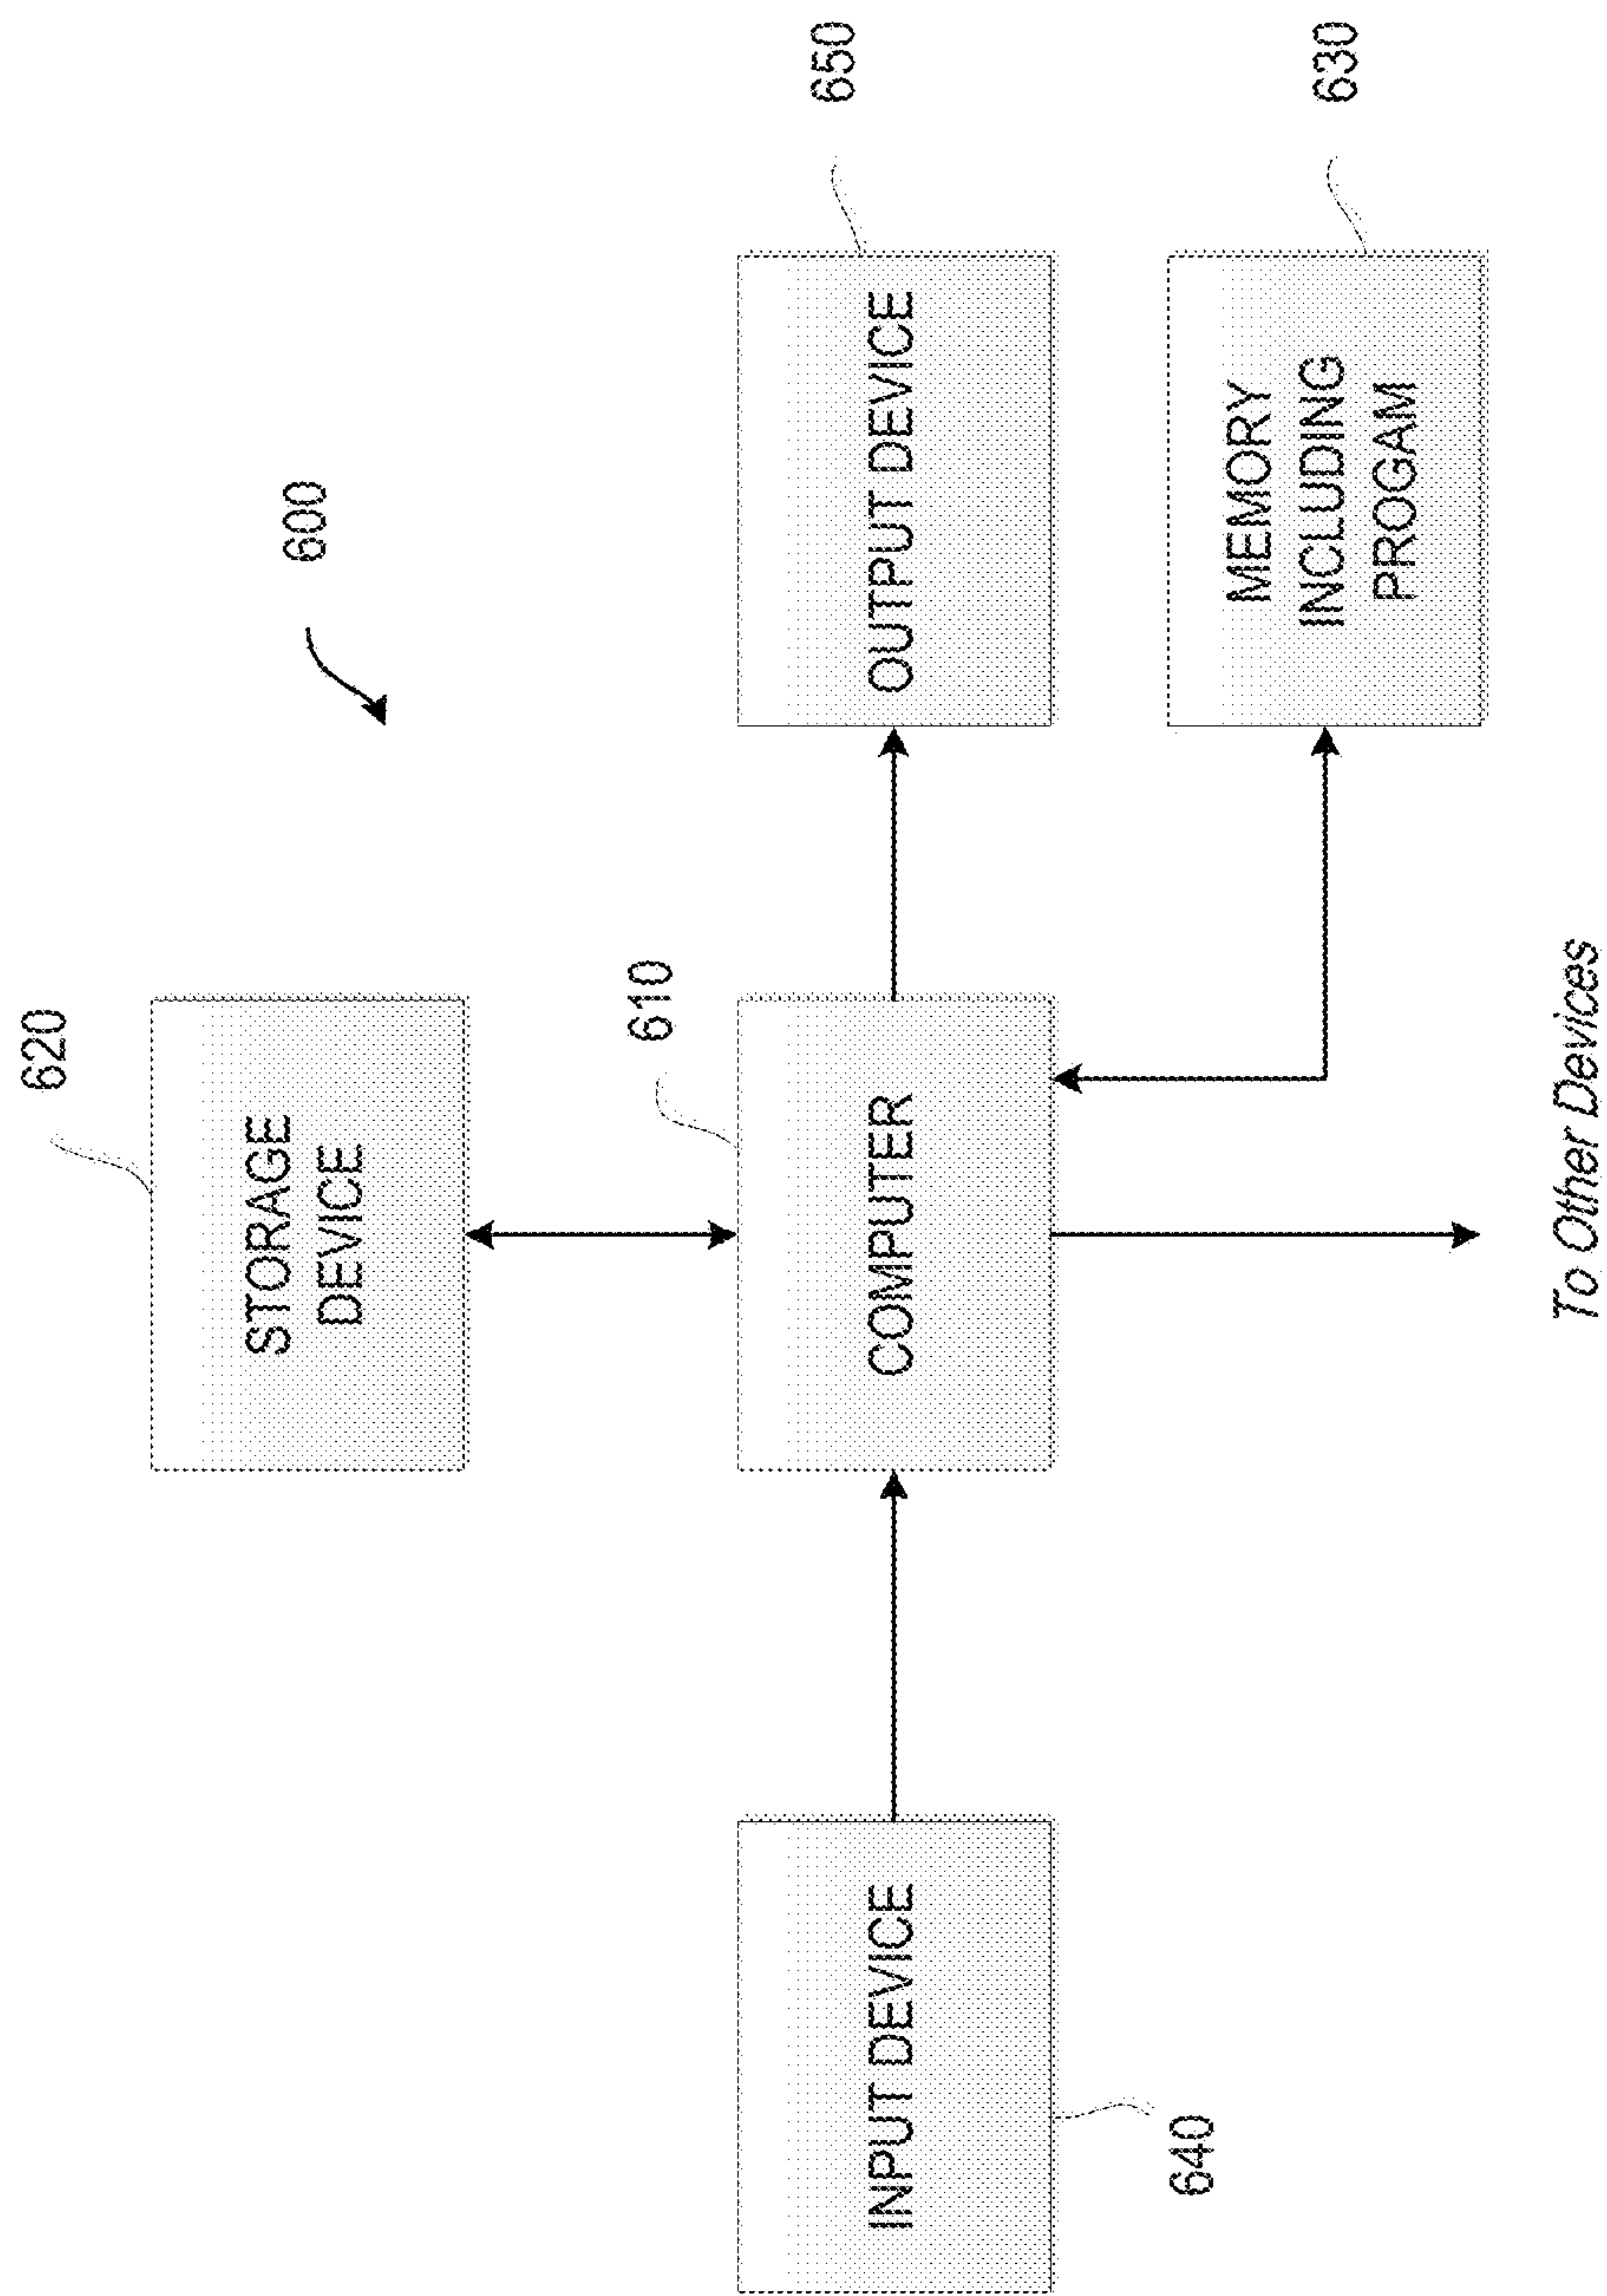 600
620
STORAGE
DEVICE
610
640
INPUT DEVICE
COMPUTER
OUTPUT DEVICE
650
MEMORY
INCLUDING
PROGAM
630
To Other Devices